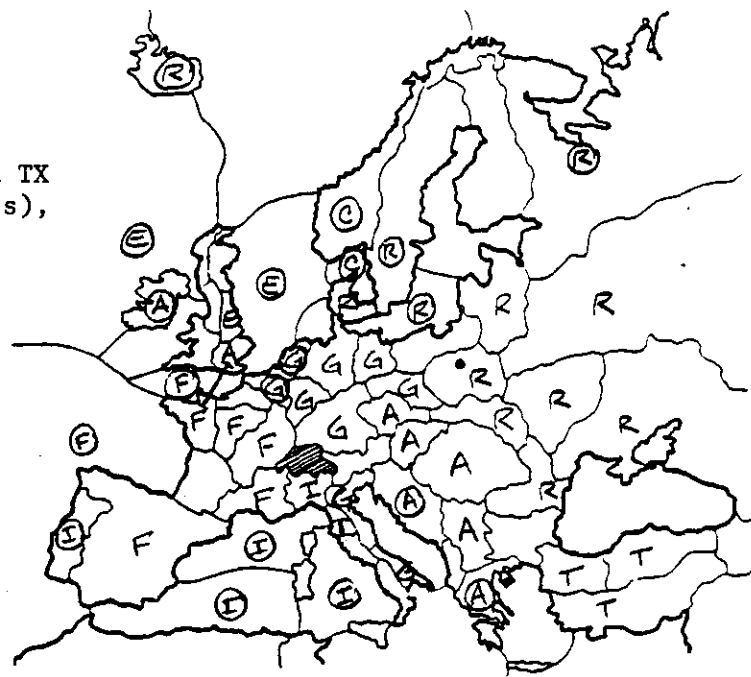 R
R
TX
s),
C
E R C
E
A E R R R R
A G G G
F G G G R R
F F A R R
F F G A
A
F I G A R
I F I I A T
G T
I I A T